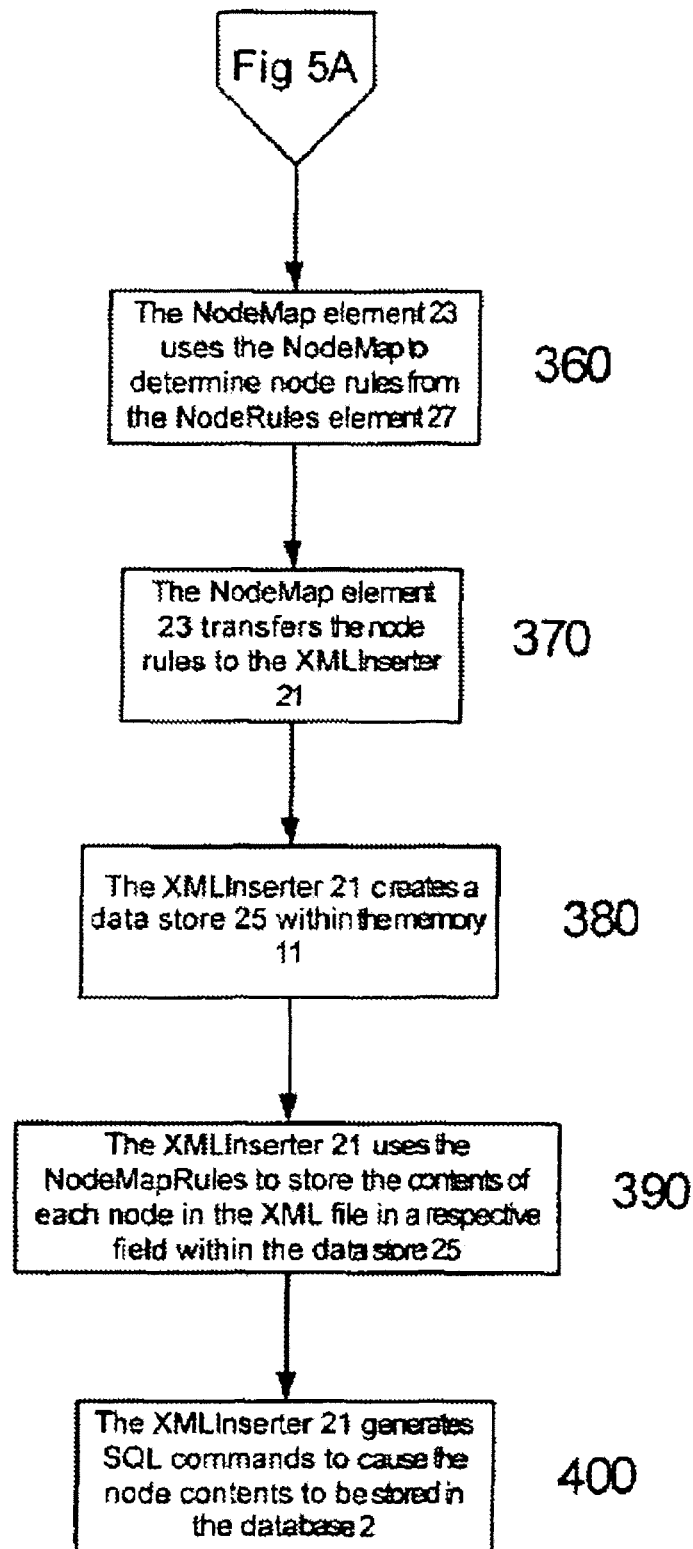 Fig 5A
The NodeMap element 23
uses the NodeMap to
determine node rules from
the NodeRules element 27
360
The NodeMap element
23 transfers the node
rules to the XMLInserter
21
370
The XMLInserter 21 creates a
data store 25 within the memory
11
380
The XMLInserter 21 uses the
NodeMapRules to store the contents of
each node in the XML file in a respective
field within the data store 25
390
The XMLInserter 21 generates
SQL commands to cause the
node contents to be stored in
the database 2
400